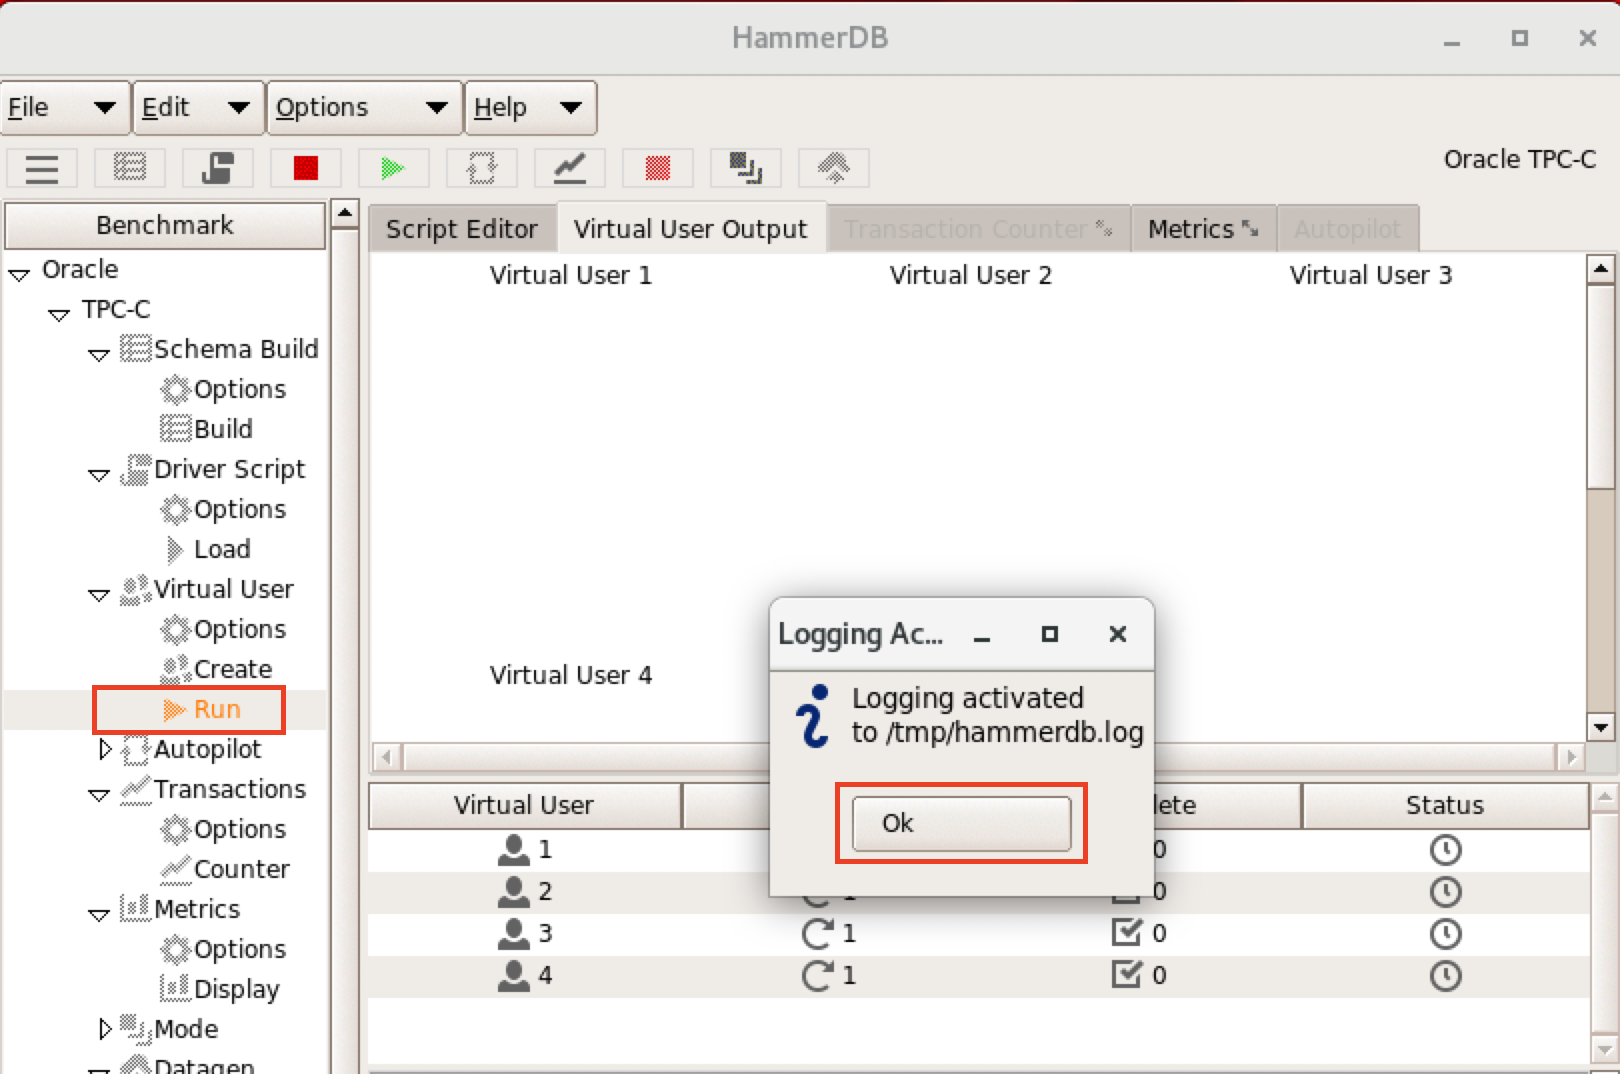 HammerDB
File Edit Options Help
Oracle TPC-C
Benchmark
Oracle
TPC-C
Schema Build
Options
Build
Driver Script
Options
Load
Virtual User
Options
Create
Run
Autopilot
Transactions
Options
Counter
Metrics
Options
Display
Mode
Datagen
Script Editor Virtual User Output Transaction Counter Metrics Autopilot
Virtual User 1 Virtual User 2 Virtual User 3
Virtual User 4
Logging Ac...
Logging activated
to /tmp/hammerdb.log
Ok
Virtual User lete Status
1 0
2 1 0
3 1 0
4 1 0